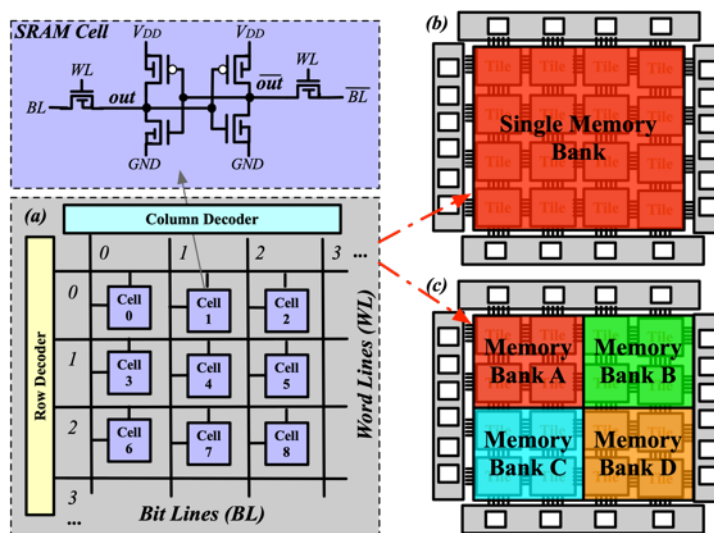 SRAM Cell
VDD
VDD
WL
WL
BL
out
out
BL
GND
GND
(a)
Column Decoder
0
1
2
3 ...
Row Decoder
0
1
2
3
...
Cell
0
Cell
1
Cell
2
Cell
3
Cell
4
Cell
5
Cell
6
Cell
7
Cell
8
Word Lines (WL)
Bit Lines (BL)
(b)
Tile
Tile
Tile
Tile
Single Memory
Bank
Tile
Tile
Tile
Tile
(c)
Memory
Bank A
Memory
Bank B
Memory
Bank C
Memory
Bank D